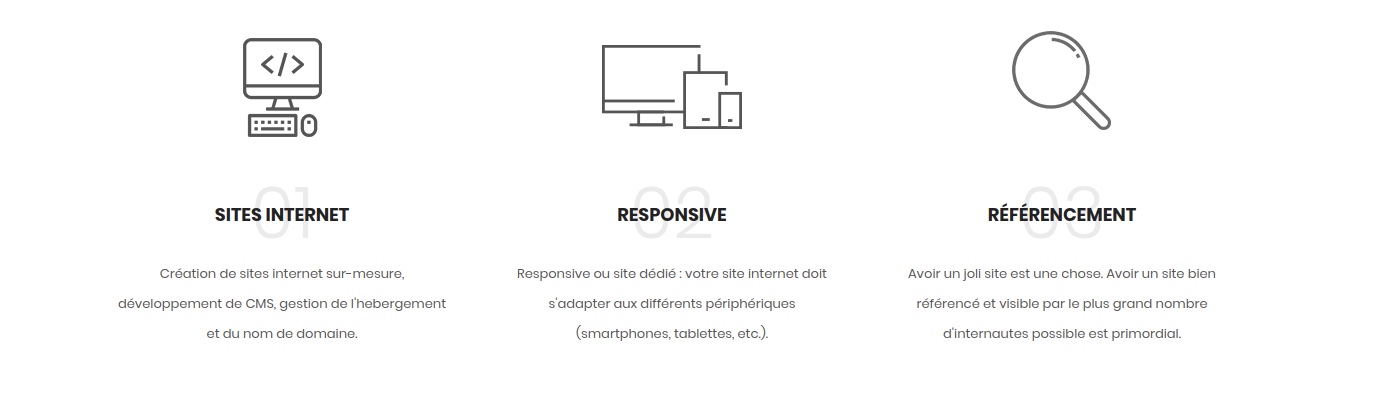 </>
01
SITES INTERNET
Création de sites internet sur-mesure,
développement de CMS, gestion de l'hebergement
et du nom de domaine.
02
RESPONSIVE
Responsive ou site dédié : votre site internet doit
s'adapter aux différents périphériques
(smartphones, tablettes, etc.).
03
RÉFÉRENCEMENT
Avoir un joli site est une chose. Avoir un site bien
référencé et visible par le plus grand nombre
d'internautes possible est primordial.